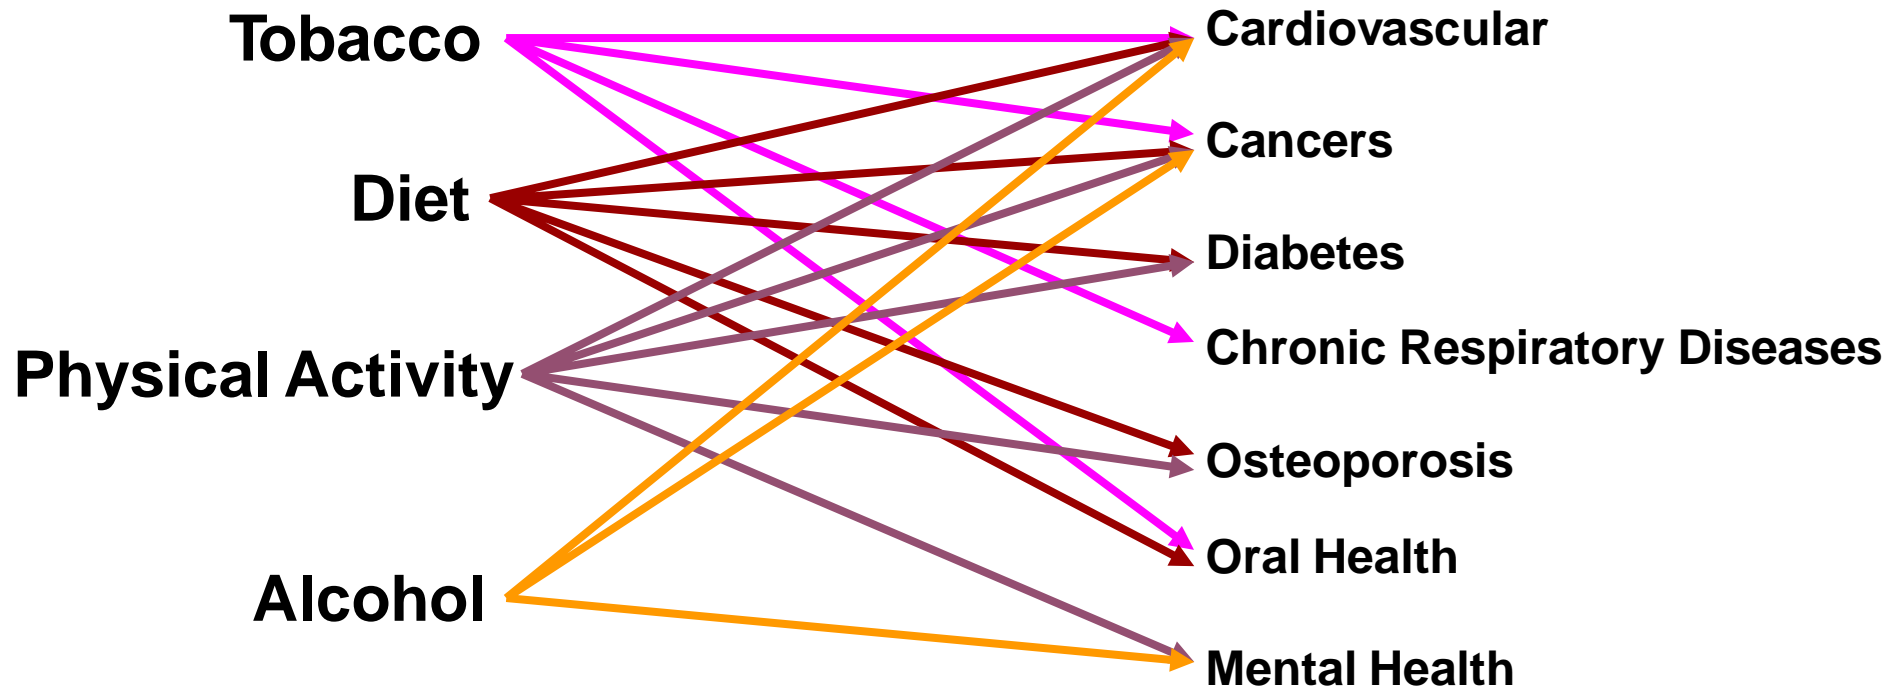 Tobacco
Diet
Physical Activity
Alcohol
Cardiovascular
Cancers
Diabetes
Chronic Respiratory Diseases
Osteoporosis
Oral Health
Mental Health